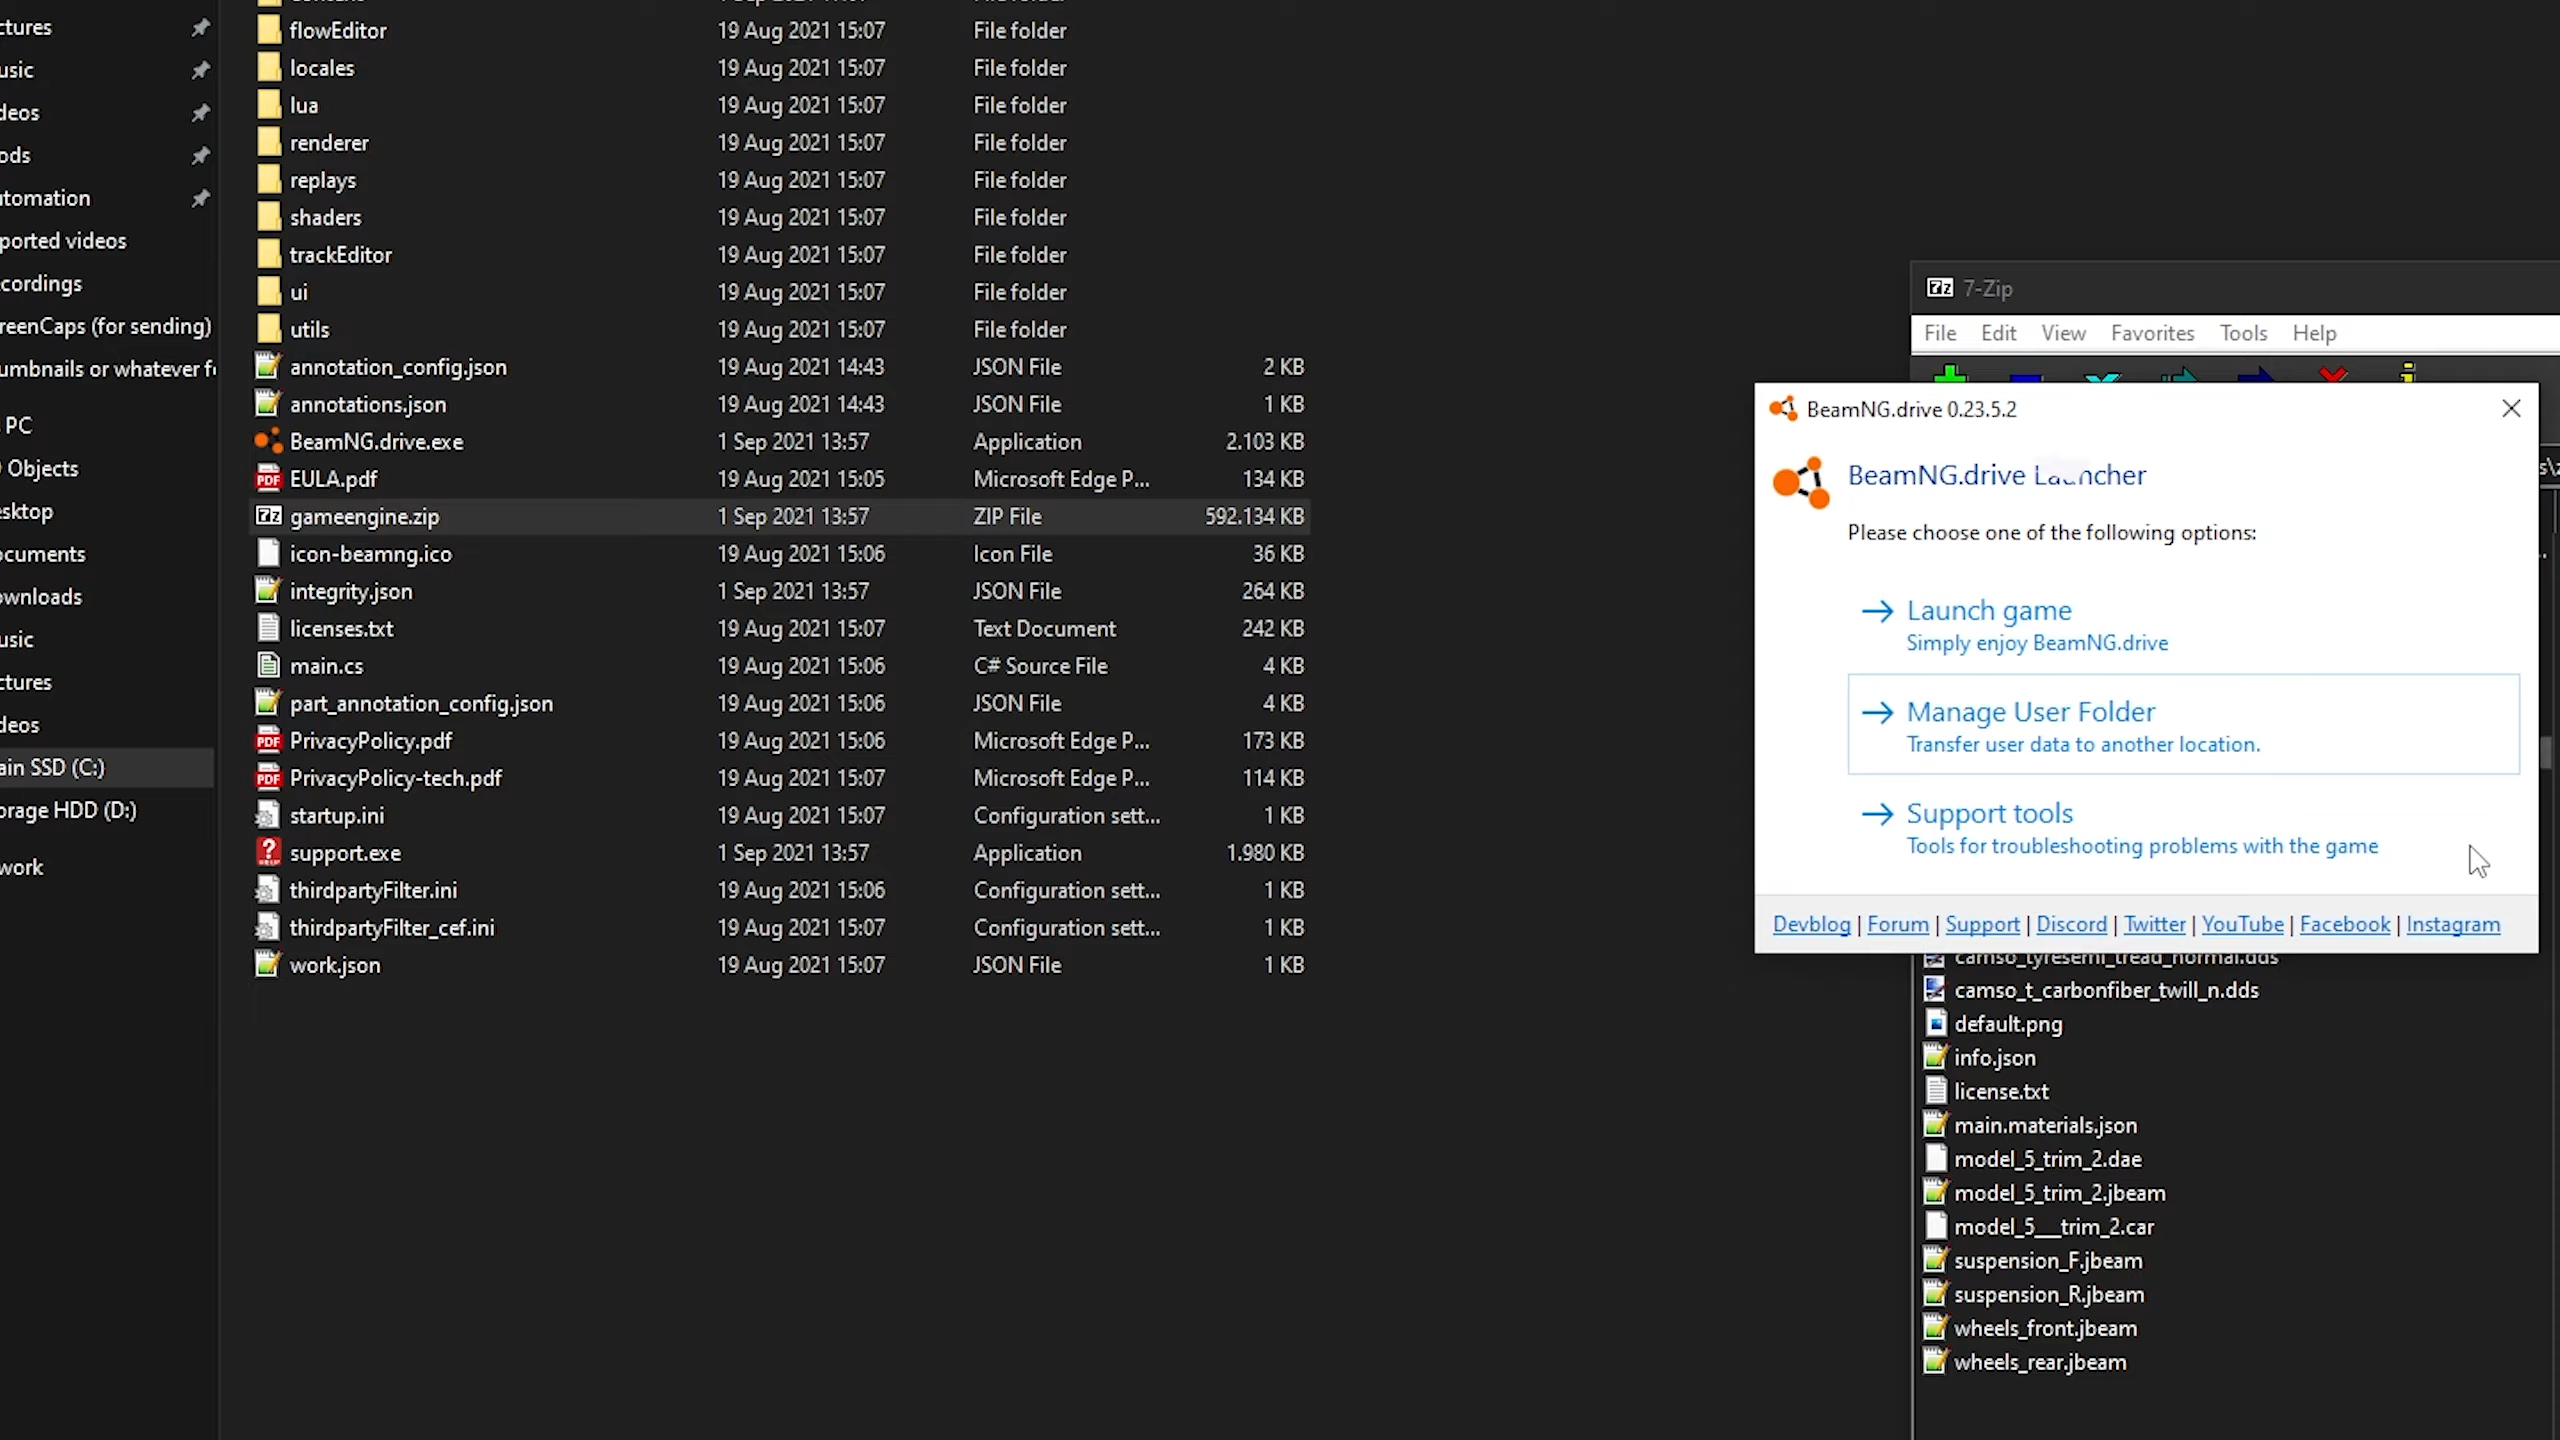 ctures
usic
deos
ods
utomation
ported videos
cordings
reenCaps (for sending)
umbnails or whatever f
PC
Objects
esktop
ocuments
ownloads
usic
ctures
deos
ain SSD (C:)
orage HDD (D:)
work
flowEditor 19 Aug 2021 15:07 File folder
locales 19 Aug 2021 15:07 File folder
lua 19 Aug 2021 15:07 File folder
renderer 19 Aug 2021 15:07 File folder
replays 19 Aug 2021 15:07 File folder
shaders 19 Aug 2021 15:07 File folder
trackEditor 19 Aug 2021 15:07 File folder
ui 19 Aug 2021 15:07 File folder
utils 19 Aug 2021 15:07 File folder
annotation_config.json 19 Aug 2021 14:43 JSON File 2 KB
annotations.json 19 Aug 2021 14:43 JSON File 1 KB
BeamNG.drive.exe 1 Sep 2021 13:57 Application 2.103 KB
EULA.pdf 19 Aug 2021 15:05 Microsoft Edge P... 134 KB
gameengine.zip 1 Sep 2021 13:57 ZIP File 592.134 KB
icon-beamng.ico 19 Aug 2021 15:06 Icon File 36 KB
integrity.json 1 Sep 2021 13:57 JSON File 264 KB
licenses.txt 19 Aug 2021 15:07 Text Document 242 KB
main.cs 19 Aug 2021 15:06 C# Source File 4 KB
part_annotation_config.json 19 Aug 2021 15:06 JSON File 4 KB
PrivacyPolicy.pdf 19 Aug 2021 15:06 Microsoft Edge P... 173 KB
PrivacyPolicy-tech.pdf 19 Aug 2021 15:07 Microsoft Edge P... 114 KB
startup.ini 19 Aug 2021 15:07 Configuration sett... 1 KB
support.exe 1 Sep 2021 13:57 Application 1.980 KB
thirdpartyFilter.ini 19 Aug 2021 15:06 Configuration sett... 1 KB
thirdpartyFilter_cef.ini 19 Aug 2021 15:07 Configuration sett... 1 KB
work.json 19 Aug 2021 15:07 JSON File 1 KB
7-Zip
File Edit View Favorites Tools Help
BeamNG.drive 0.23.5.2
BeamNG.drive Launcher
Please choose one of the following options:
Launch game
Simply enjoy BeamNG.drive
Manage User Folder
Transfer user data to another location.
Support tools
Tools for troubleshooting problems with the game
Devblog | Forum | Support | Discord | Twitter | YouTube | Facebook | Instagram
camso_tyresemi_tread_normal.dds
camso_t_carbonfiber_twill_n.dds
default.png
info.json
license.txt
main.materials.json
model_5_trim_2.dae
model_5_trim_2.jbeam
model_5__trim_2.car
suspension_F.jbeam
suspension_R.jbeam
wheels_front.jbeam
wheels_rear.jbeam